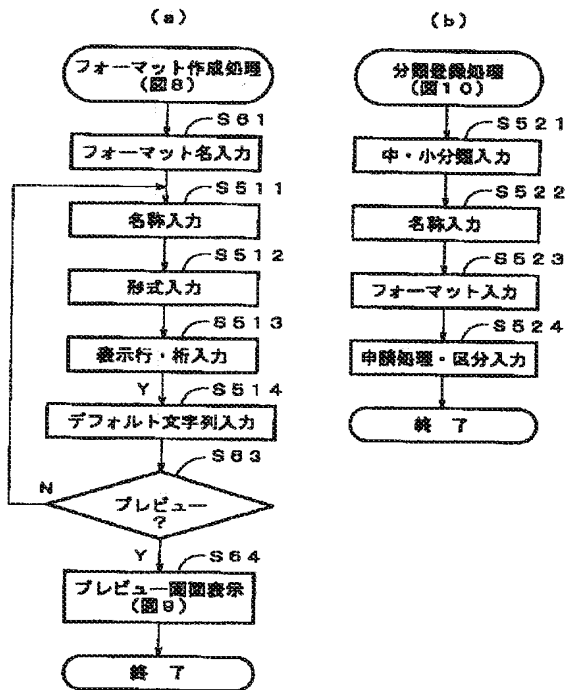 (a)
フォーマット作成処理
(図8)
S61
フォーマット名入力
S511
名称入力
S512
形式入力
S513
表示行・桁入力
Y
S514
デフォルト文字列入力
S63
N
プレビュー
?
Y
S64
プレビュー画面表示
(図9)
終 了
(b)
分類登録処理
(図10)
S521
中・小分類入力
S522
名称入力
S523
フォーマット入力
S524
申請処理・区分入力
終 了